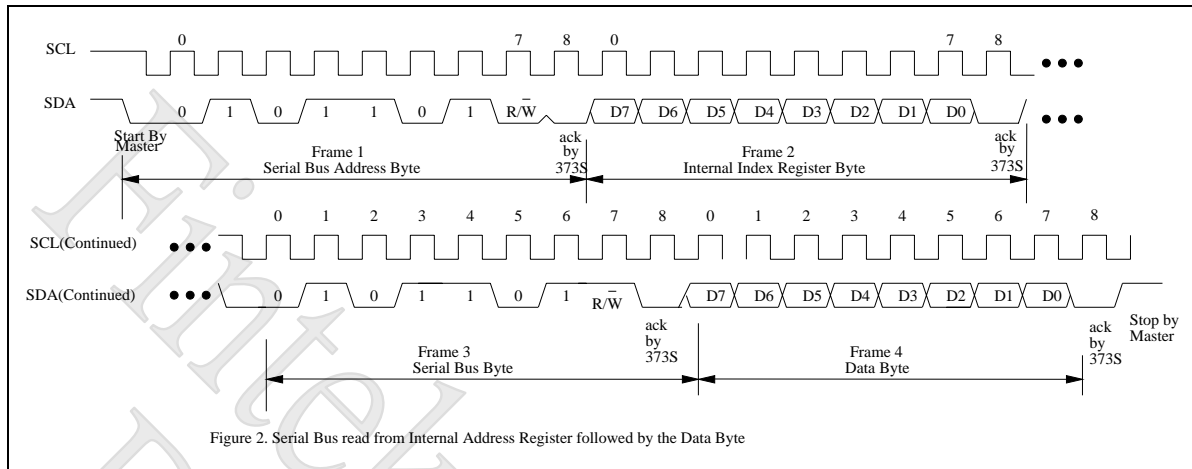 0 7 8 0 7 8
SCL
SDA
0 1 0 1 1 0 1 R/W D7 D6 D5 D4 D3 D2 D1 D0
Start By
Master
ack
by
373S
ack
by
373S
Frame 1
Serial Bus Address Byte
Frame 2
Internal Index Register Byte
0 1 2 3 4 5 6 7 8 0 1 2 3 4 5 6 7 8
SCL(Continued)
SDA(Continued)
0 1 0 1 1 0 1 R/W D7 D6 D5 D4 D3 D2 D1 D0
ack
by
373S
ack
by
373S
Stop by
Master
Frame 3
Serial Bus Byte
Frame 4
Data Byte
Figure 2. Serial Bus read from Internal Address Register followed by the Data Byte